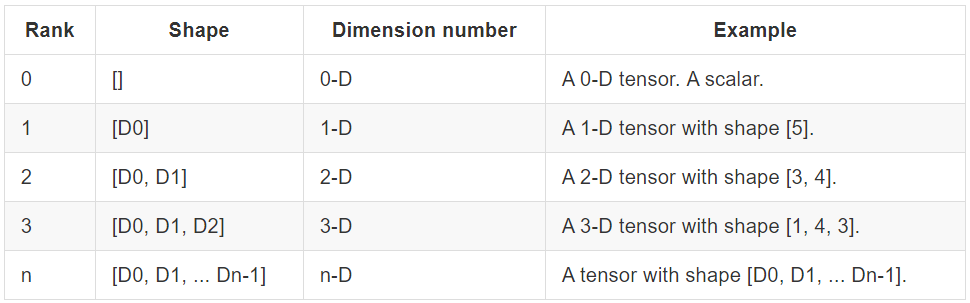 Rank Shape Dimension number Example
0 [] 0-D A 0-D tensor. A scalar.
1 [D0] 1-D A 1-D tensor with shape [5].
2 [D0, D1] 2-D A 2-D tensor with shape [3, 4].
3 [D0, D1, D2] 3-D A 3-D tensor with shape [1, 4, 3].
n [D0, D1, ... Dn-1] n-D A tensor with shape [D0, D1, ... Dn-1].